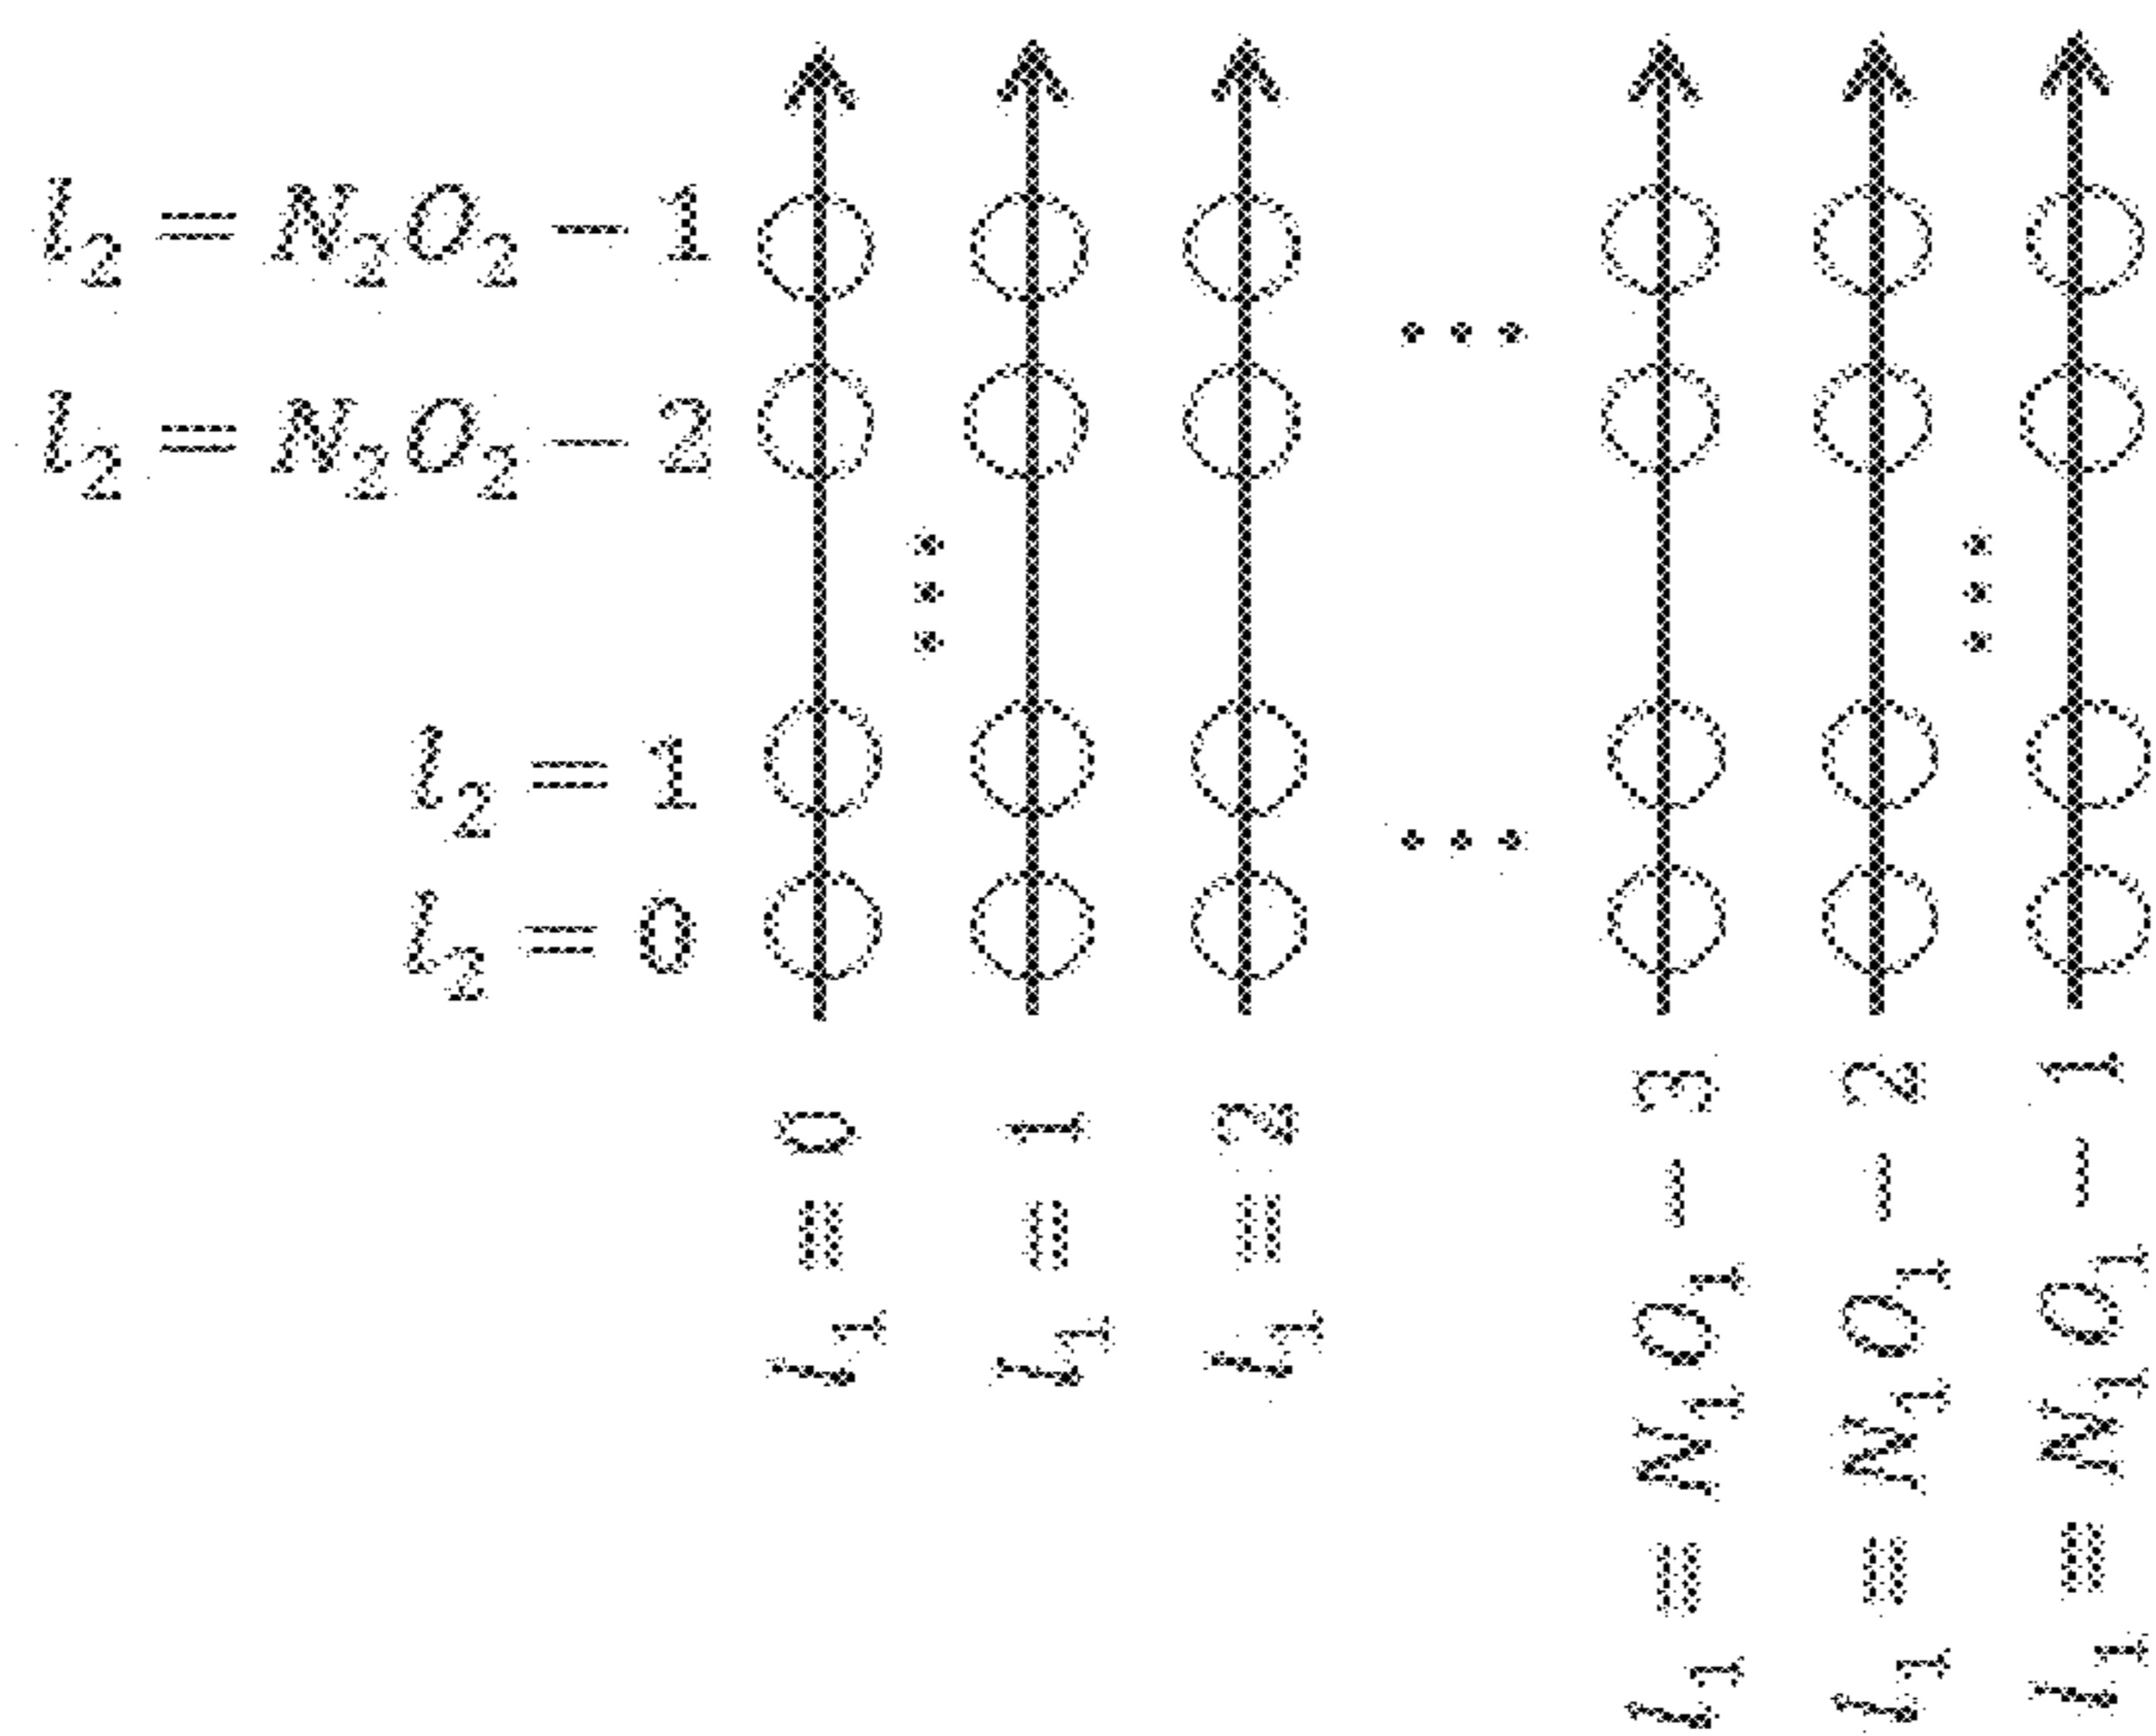 l₂ = N₂O₂ − 1
l₂ = N₂O₂ − 2
l₂ = 1
l₂ = 0
l₁ = 0
l₁ = 1
l₁ = 2
l₁ = N₁O₁ − 3
l₁ = N₁O₁ − 2
l₁ = N₁O₁ − 1